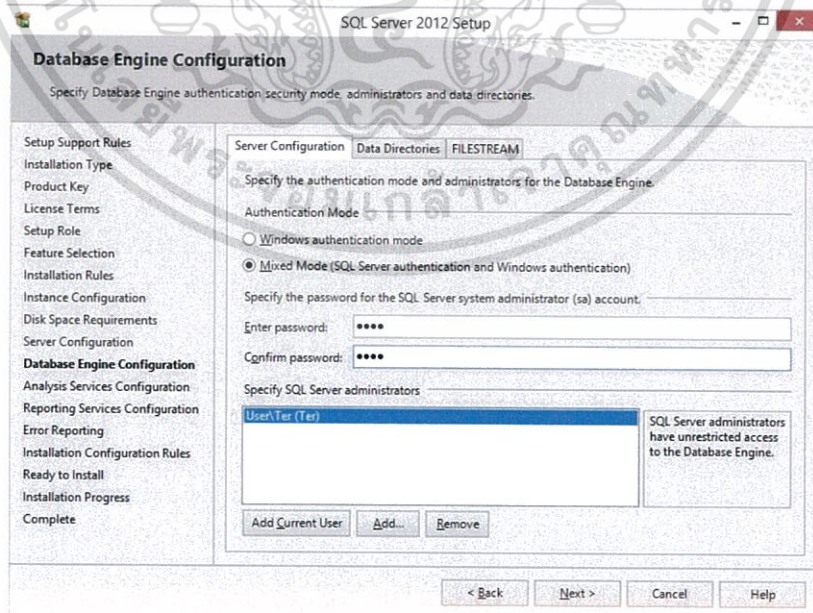 SQL Server 2012 Setup
Database Engine Configuration
Specify Database Engine authentication security mode, administrators and data directories.
Setup Support Rules
Installation Type
Product Key
License Terms
Setup Role
Feature Selection
Installation Rules
Instance Configuration
Disk Space Requirements
Server Configuration
Database Engine Configuration
Analysis Services Configuration
Reporting Services Configuration
Error Reporting
Installation Configuration Rules
Ready to Install
Installation Progress
Complete
Server Configuration Data Directories FILESTREAM
Specify the authentication mode and administrators for the Database Engine.
Authentication Mode
Windows authentication mode
Mixed Mode (SQL Server authentication and Windows authentication)
Specify the password for the SQL Server system administrator (sa) account.
Enter password: ••••
Confirm password: ••••
Specify SQL Server administrators
User\Ter (Ter)
SQL Server administrators
have unrestricted access
to the Database Engine.
Add Current User Add... Remove
< Back Next > Cancel Help